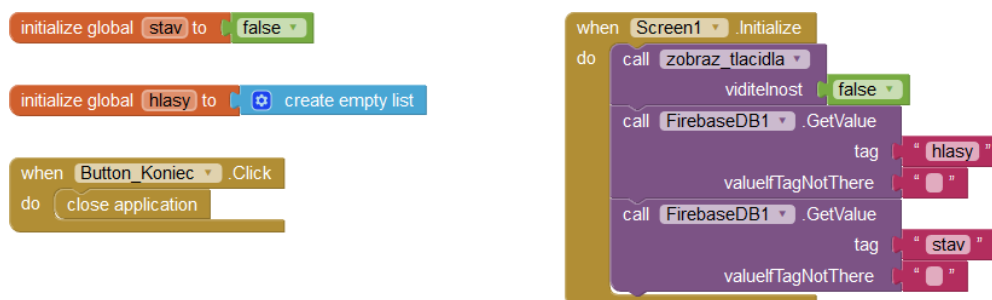 initialize global stav to false
initialize global hlasy to create empty list
when Button_Koniec .Click
do close application
when Screen1 .Initialize
do call zobraz_tlacidla
viditelnost false
call FirebaseDB1 .GetValue
tag " hlasy "
valueIfTagNotThere " "
call FirebaseDB1 .GetValue
tag " stav "
valueIfTagNotThere " "